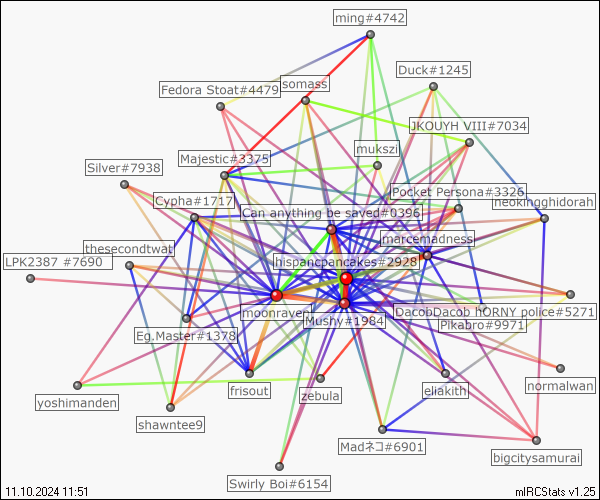 ming#4742
Duck#1245
somass
Fedora Stoat#4479
JKOUYH VIII#7034
mukszi
Majestic#3375
Silver#7938
Pocket Persona#3326
Cypha#1717
neokingghidorah
Can anything be saved#0396
marcemadness
thesecondtwat
LPK2387 #7690
hispancpancakes#2928
moonraven
Mushy#1984
DacobDacob HORNY police#5271
Pikabro#9971
Eg.Master#1378
frisout
zebula
eliakith
normalwan
yoshimanden
shawntee9
Madネコ#6901
bigcitysamurai
Swirly Boi#6154
11.10.2024 11:51
mIRCStats v1.25